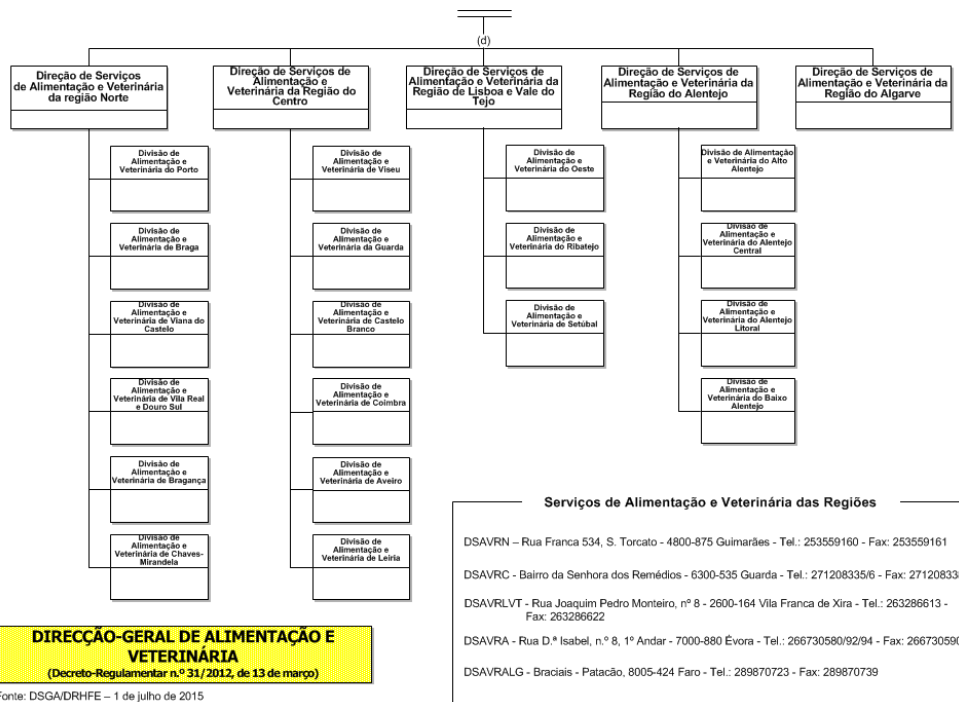 (d)
Direção de Serviços
de Alimentação e Veterinária
da região Norte
Direção de Serviços de
Alimentação e
Veterinária da Região do
Centro
Direção de Serviços de
Alimentação e Veterinária da
Região de Lisboa e Vale do
Tejo
Direção de Serviços de
Alimentação e Veterinária da
Região do Alentejo
Direção de Serviços de
Alimentação e Veterinária da
Região do Algarve
Divisão de
Alimentação e
Veterinária do Porto
Divisão de
Alimentação e
Veterinária de Braga
Divisão de
Alimentação e
Veterinária de Viana do
Castelo
Divisão de
Alimentação e
Veterinária de Vila Real
e Douro Sul
Divisão de
Alimentação e
Veterinária de Bragança
Divisão de
Alimentação e
Veterinária de Chaves-
Mirandela
Divisão de
Alimentação e
Veterinária de Viseu
Divisão de
Alimentação e
Veterinária da Guarda
Divisão de
Alimentação e
Veterinária de Castelo
Branco
Divisão de
Alimentação e
Veterinária de Coimbra
Divisão de
Alimentação e
Veterinária de Aveiro
Divisão de
Alimentação e
Veterinária de Leiria
Divisão de
Alimentação e
Veterinária do Oeste
Divisão de
Alimentação e
Veterinária do Ribatejo
Divisão de
Alimentação e
Veterinária de Setúbal
Divisão de Alimentação
e Veterinária do Alto
Alentejo
Divisão de
Alimentação e
Veterinária do Alentejo
Central
Divisão de
Alimentação e
Veterinária do Alentejo
Litoral
Divisão de
Alimentação e
Veterinária do Baixo
Alentejo
Serviços de Alimentação e Veterinária das Regiões
DSAVRN – Rua Franca 534, S. Torcato - 4800-875 Guimarães - Tel.: 253559160 - Fax: 253559161
DSAVRC - Bairro da Senhora dos Remédios - 6300-535 Guarda - Tel.: 271208335/6 - Fax: 27120833
DSAVRLVT - Rua Joaquim Pedro Monteiro, nº 8 - 2600-164 Vila Franca de Xira - Tel.: 263286613 -
Fax: 263286622
DSAVRA - Rua D.ª Isabel, n.º 8, 1º Andar - 7000-880 Évora - Tel.: 266730580/92/94 - Fax: 266730590
DSAVRALG - Braciais - Patacão, 8005-424 Faro - Tel.: 289870723 - Fax: 289870739
DIRECÇÃO-GERAL DE ALIMENTAÇÃO E
VETERINÁRIA
(Decreto-Regulamentar n.º 31/2012, de 13 de março)
Fonte: DSGA/DRHFE – 1 de julho de 2015